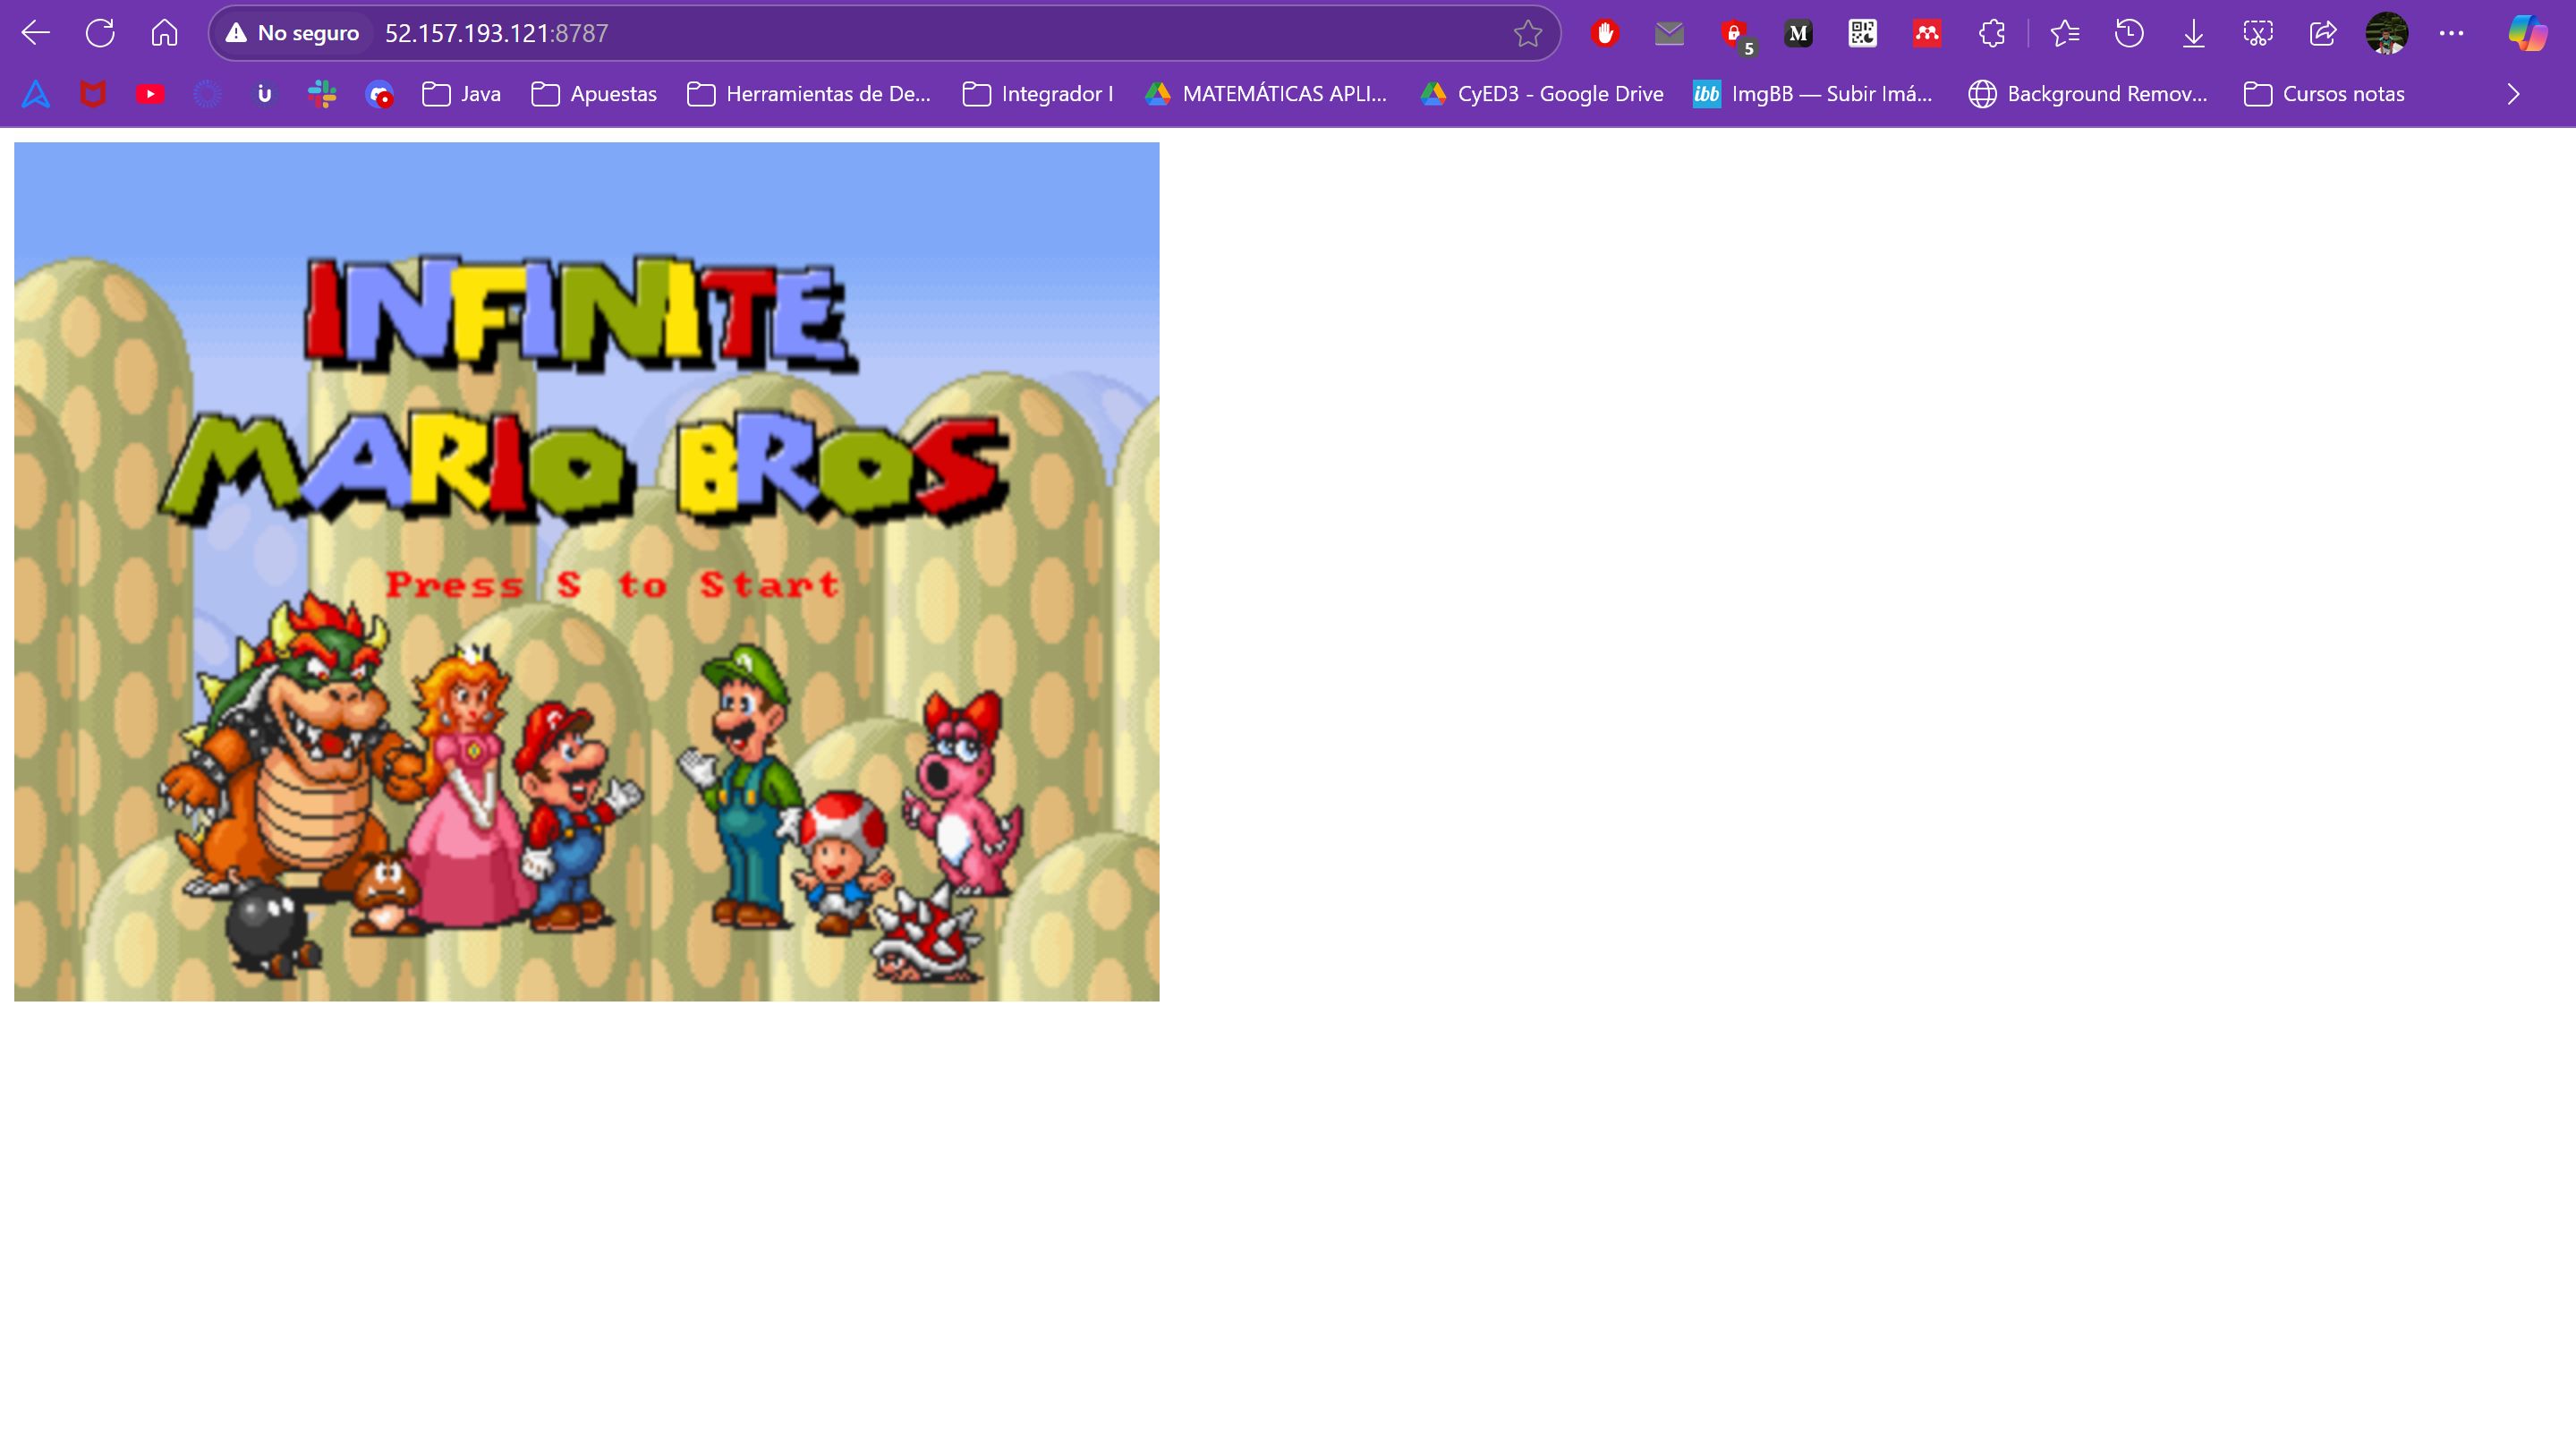 No seguro 52.157.193.121:8787
M
5
Java Apuestas Herramientas de De... Integrador I MATEMÁTICAS APLI... CyED3 - Google Drive ibb ImgBB — Subir Imá... Background Remov... Cursos notas
INFINITE
MARIO BROS
Press S to Start